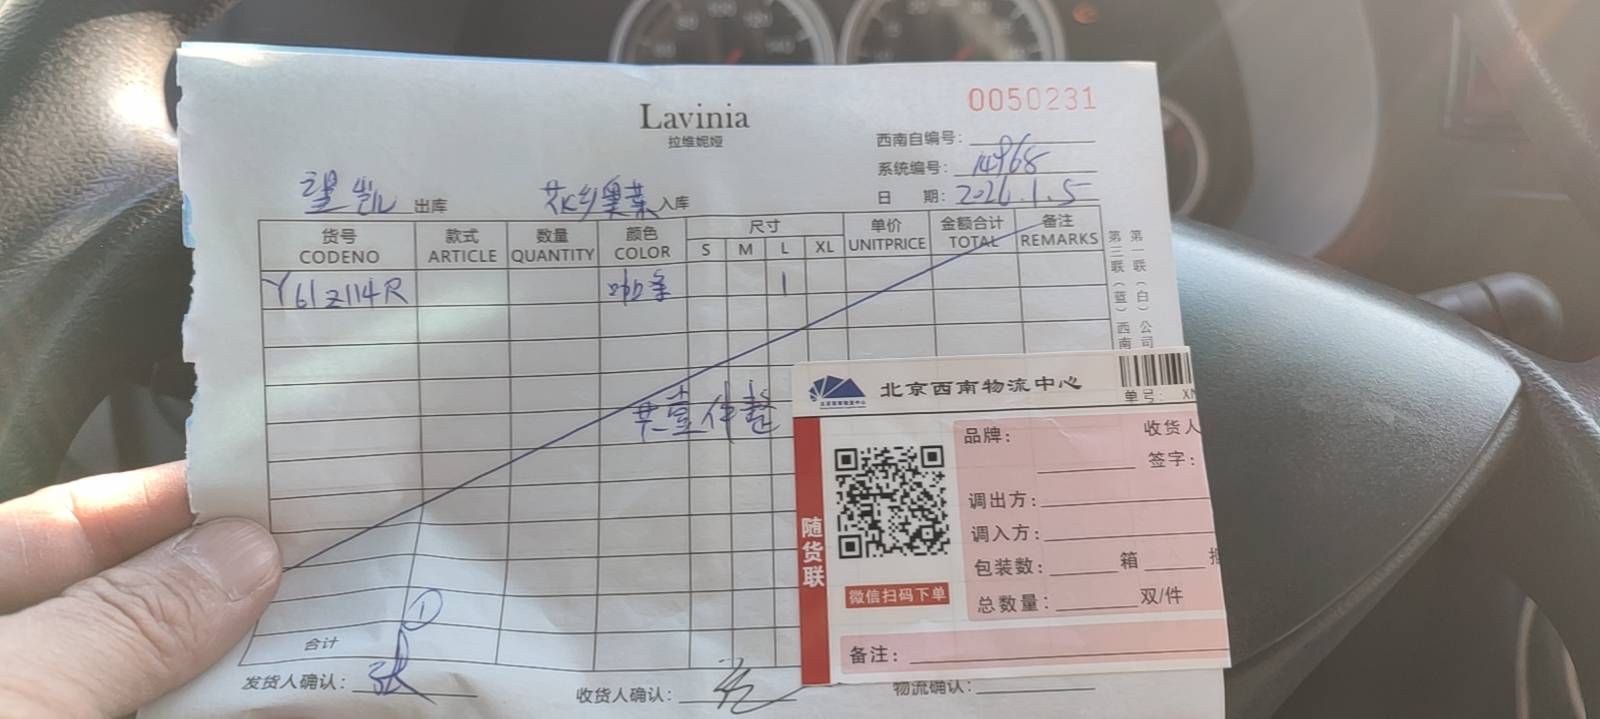 0050231
Lavinia
拉维妮娅
西南自编号:
系统编号: 14968
日 期: 2026.1.5
望凯 出库 花乡奥莱 入库
货号 款式 数量 颜色 尺寸 单价 金额合计 备注
CODENO ARTICLE QUANTITY COLOR S M L XL UNITPRICE TOTAL REMARKS
Y61z114R 咖条 1
共壹件整
第一联（白）公司
第三联（蓝）西南
合计 ①
发货人确认: 张
收货人确认:
物流确认:
北京西南物流中心
单号: XN
随货联
微信扫码下单
品牌: 收货人
签字:
调出方:
调入方:
包装数: 箱
总数量: 双/件
备注: